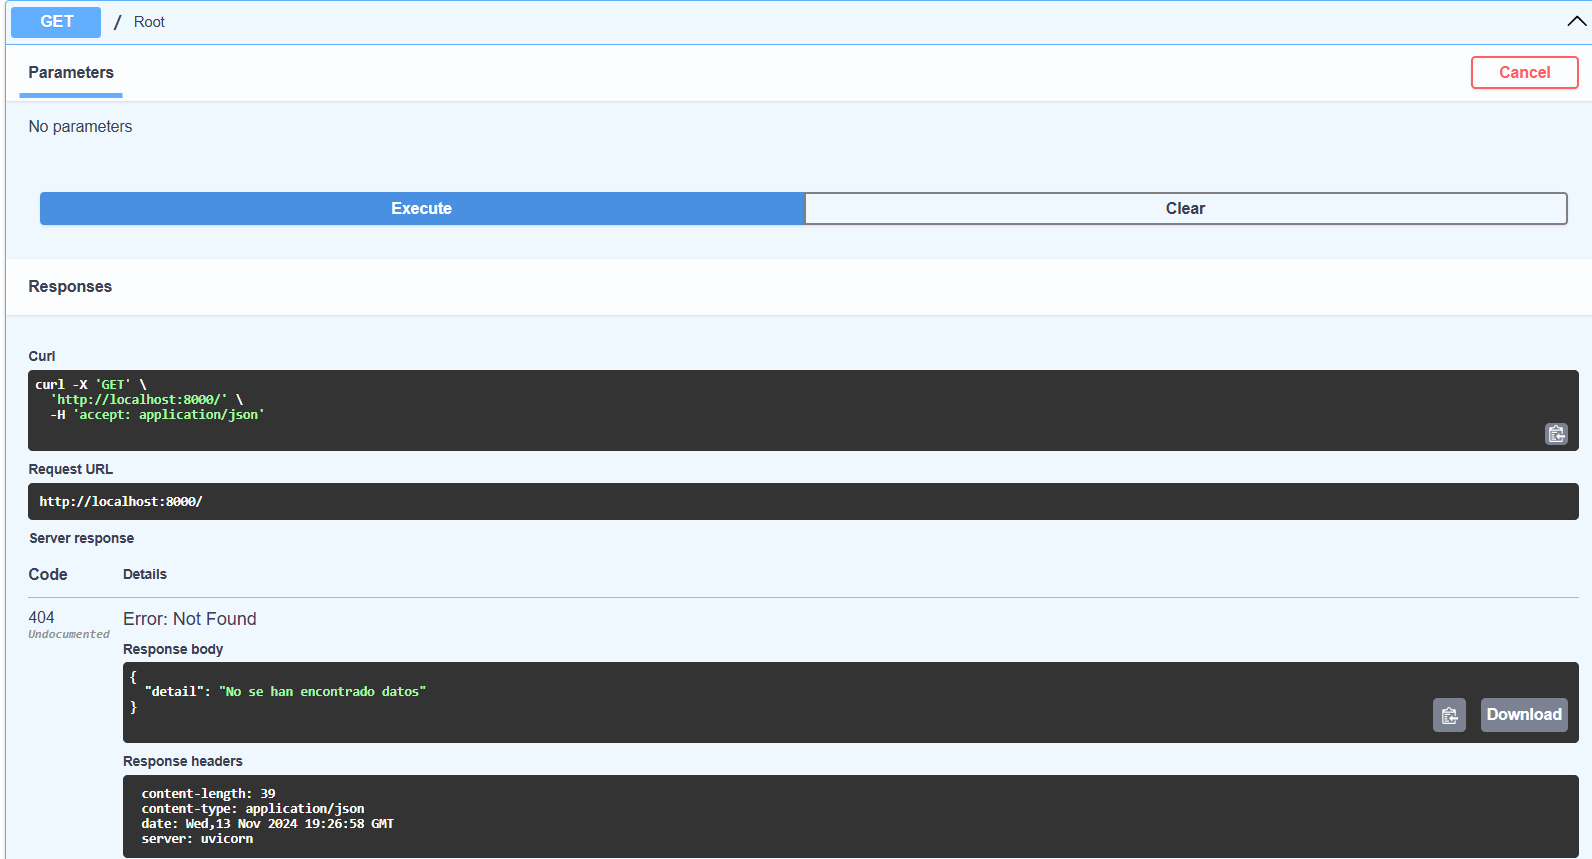 GET / Root
Parameters
Cancel
No parameters
Execute
Clear
Responses
Curl
curl -X 'GET' \
'http://localhost:8000/' \
-H 'accept: application/json'
Request URL
http://localhost:8000/
Server response
Code Details
404
Undocumented
Error: Not Found
Response body
{
"detail": "No se han encontrado datos"
}
Download
Response headers
content-length: 39
content-type: application/json
date: Wed,13 Nov 2024 19:26:58 GMT
server: uvicorn